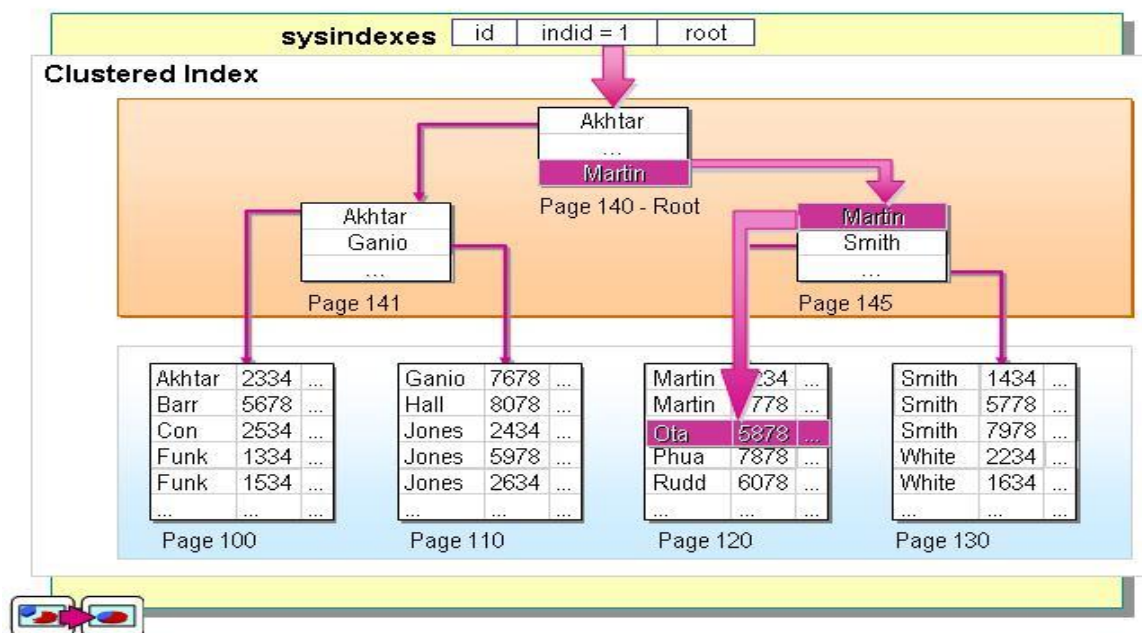 sysindexes id indid = 1 root
Clustered Index
Akhtar
...
Martin
Page 140 - Root
Akhtar
Ganio
...
Page 141
Martin
Smith
...
Page 145
Akhtar 2334 ...
Barr 5678 ...
Con 2534 ...
Funk 1334 ...
Funk 1534 ...
... ... ...
Page 100
Ganio 7678 ...
Hall 8078 ...
Jones 2434 ...
Jones 5978 ...
Jones 2634 ...
... ... ...
Page 110
Martin 234 ...
Martin 778 ...
Ota 5878 ...
Phua 7878 ...
Rudd 6078 ...
... ... ...
Page 120
Smith 1434 ...
Smith 5778 ...
Smith 7978 ...
White 2234 ...
White 1634 ...
... ... ...
Page 130